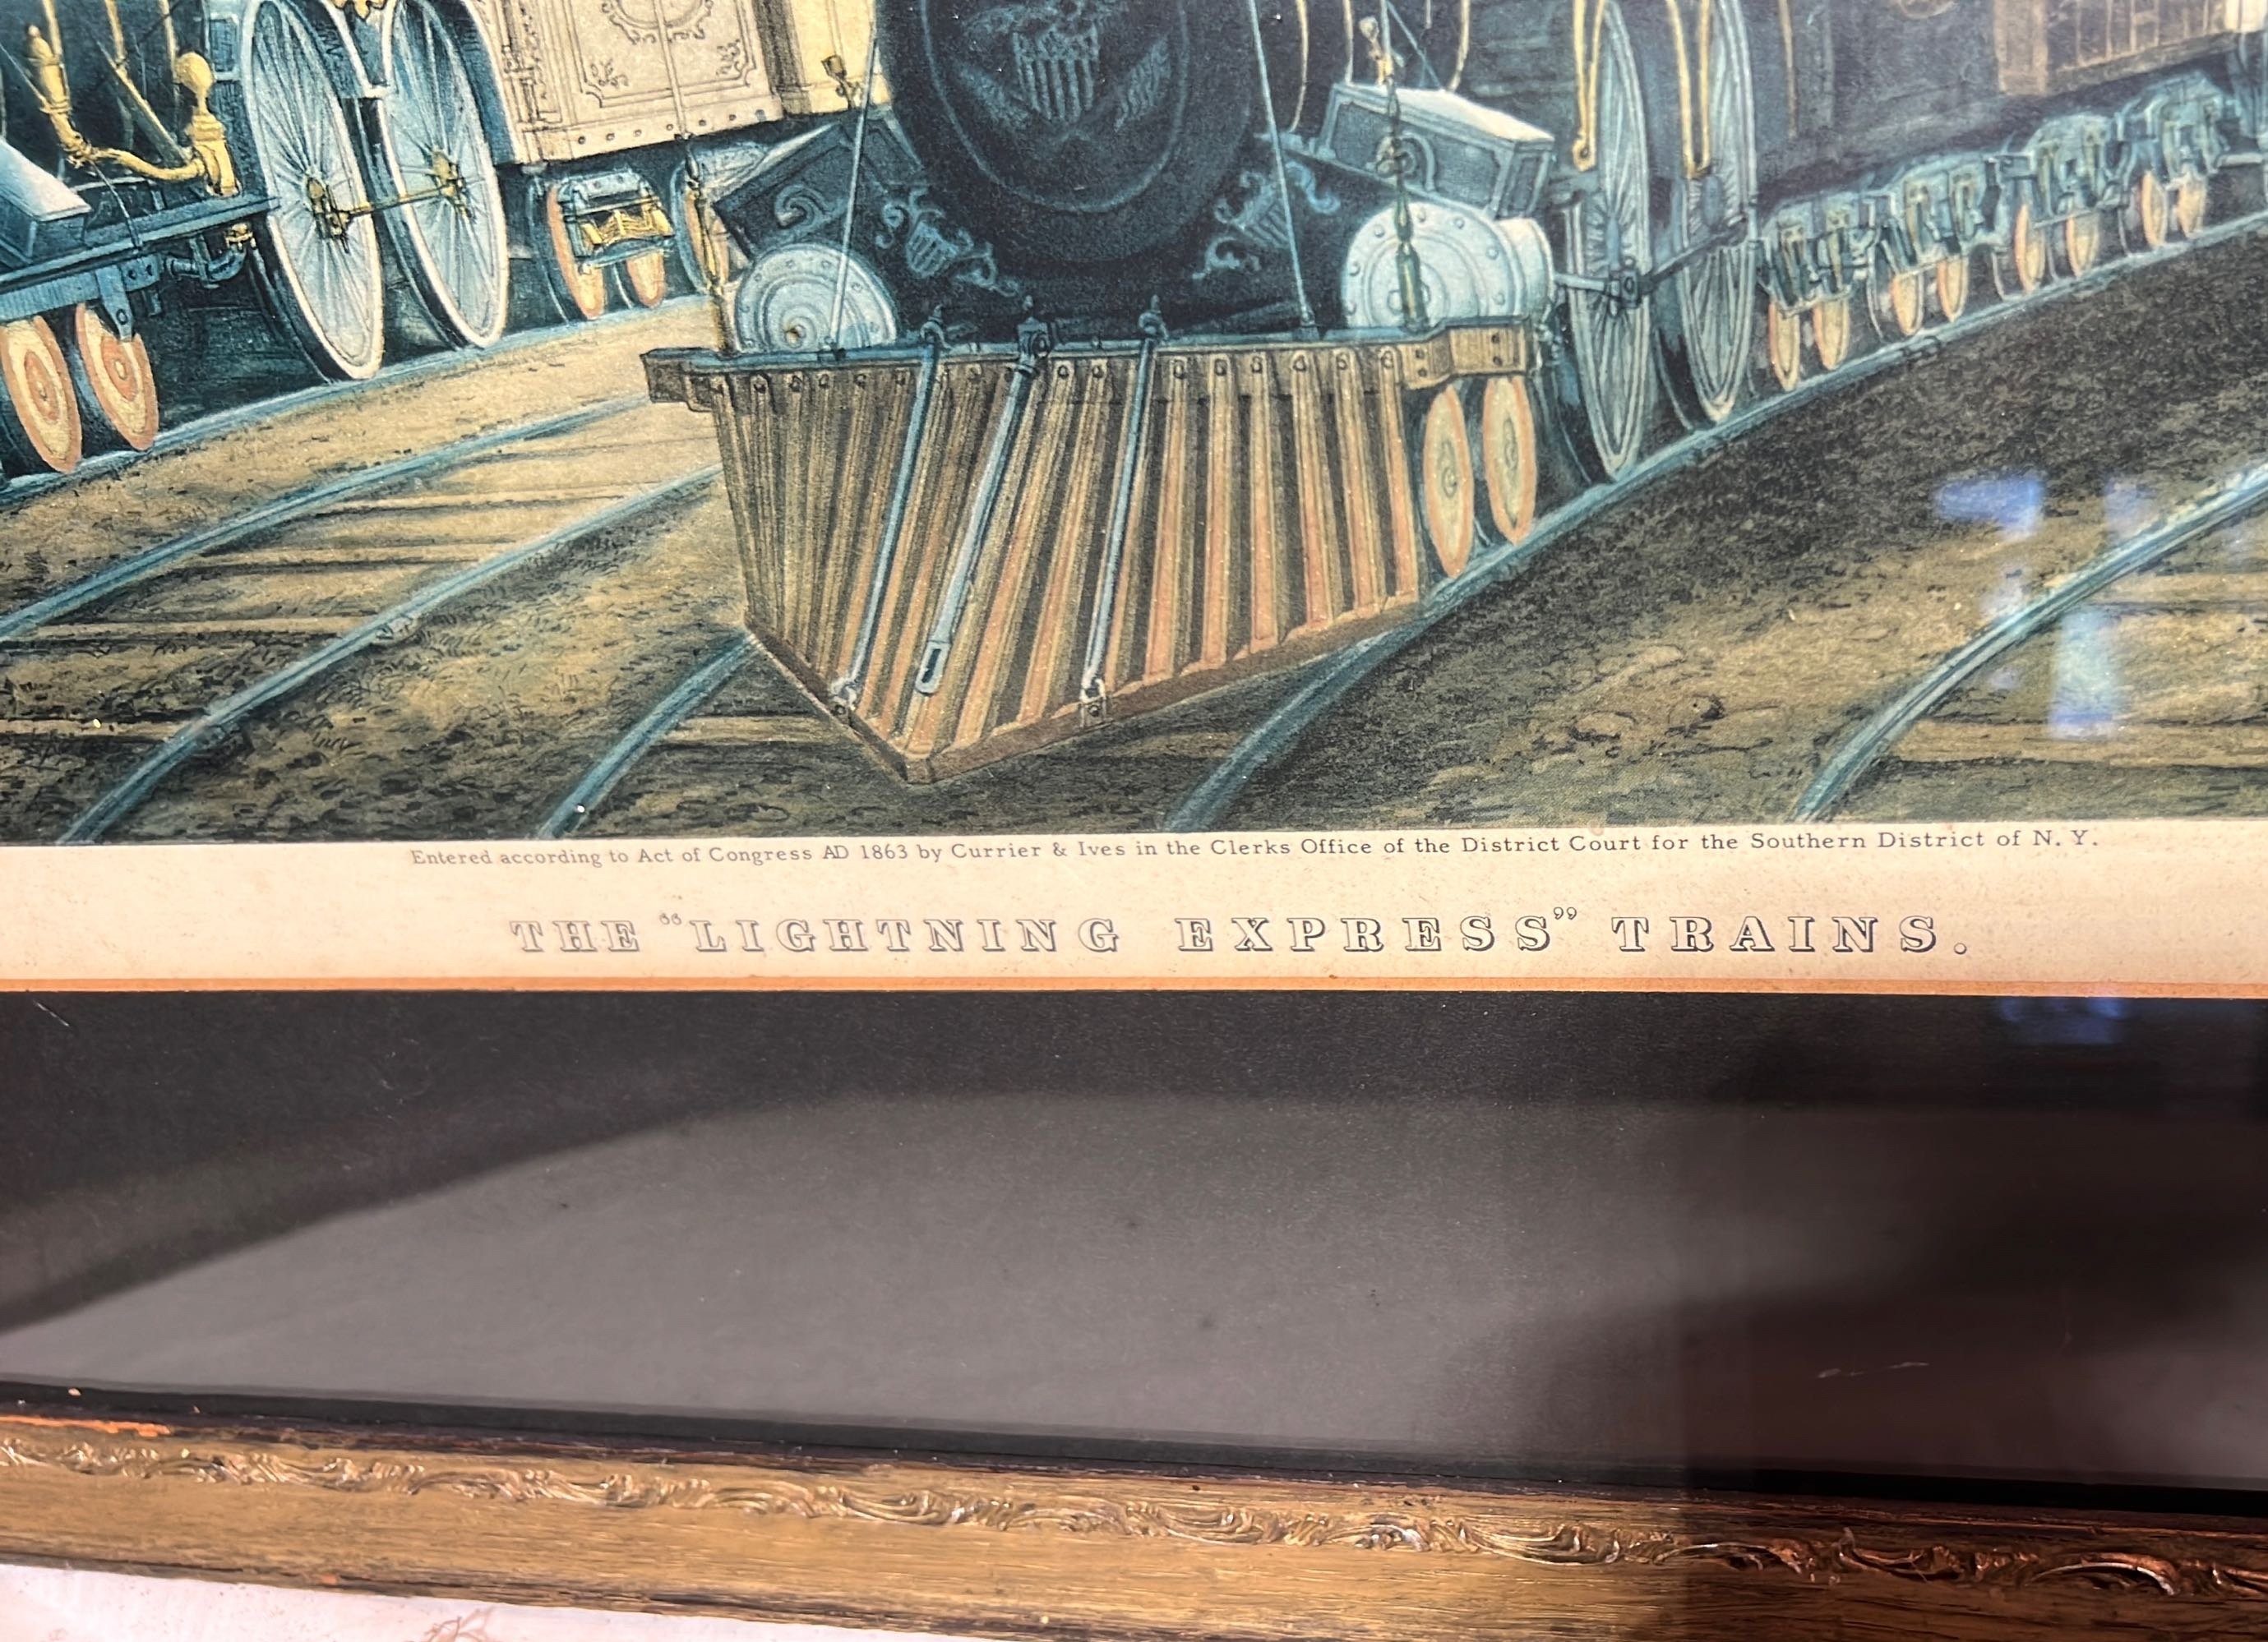 Entered according to Act of Congress AD 1863 by Currier & Ives in the Clerks Office of the District Court for the Southern District of N. Y.
THE "LIGHTNING EXPRESS" TRAINS.